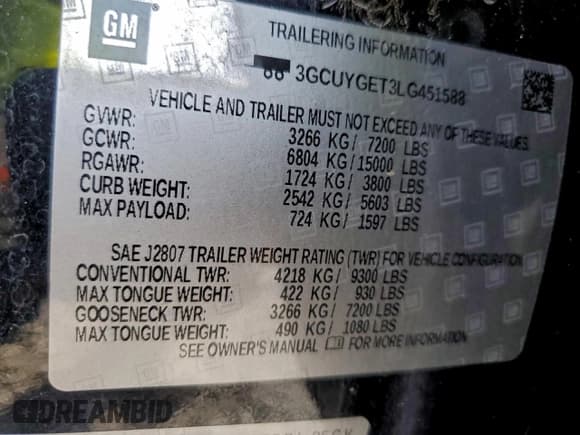 GM
TRAILERING INFORMATION
3GCUYGET3LG451588
VEHICLE AND TRAILER MUST NOT EXCEED ANY OF THESE VALUES
GVWR: 3266 KG/ 7200 LBS
GCWR: 6804 KG/15000 LBS
RGAWR: 1724 KG/ 3800 LBS
CURB WEIGHT: 2542 KG/ 5603 LBS
MAX PAYLOAD: 724 KG/ 1597 LBS
SAE J2807 TRAILER WEIGHT RATING (TWR) FOR VEHICLE CONFIGURATION
CONVENTIONAL TWR: 4218 KG/ 9300 LBS
MAX TONGUE WEIGHT: 422 KG/ 930 LBS
GOOSENECK TWR: 3266 KG/ 7200 LBS
MAX TONGUE WEIGHT: 490 KG/ 1080 LBS
SEE OWNER'S MANUAL GM FOR MORE INFORMATION
DREAMBID